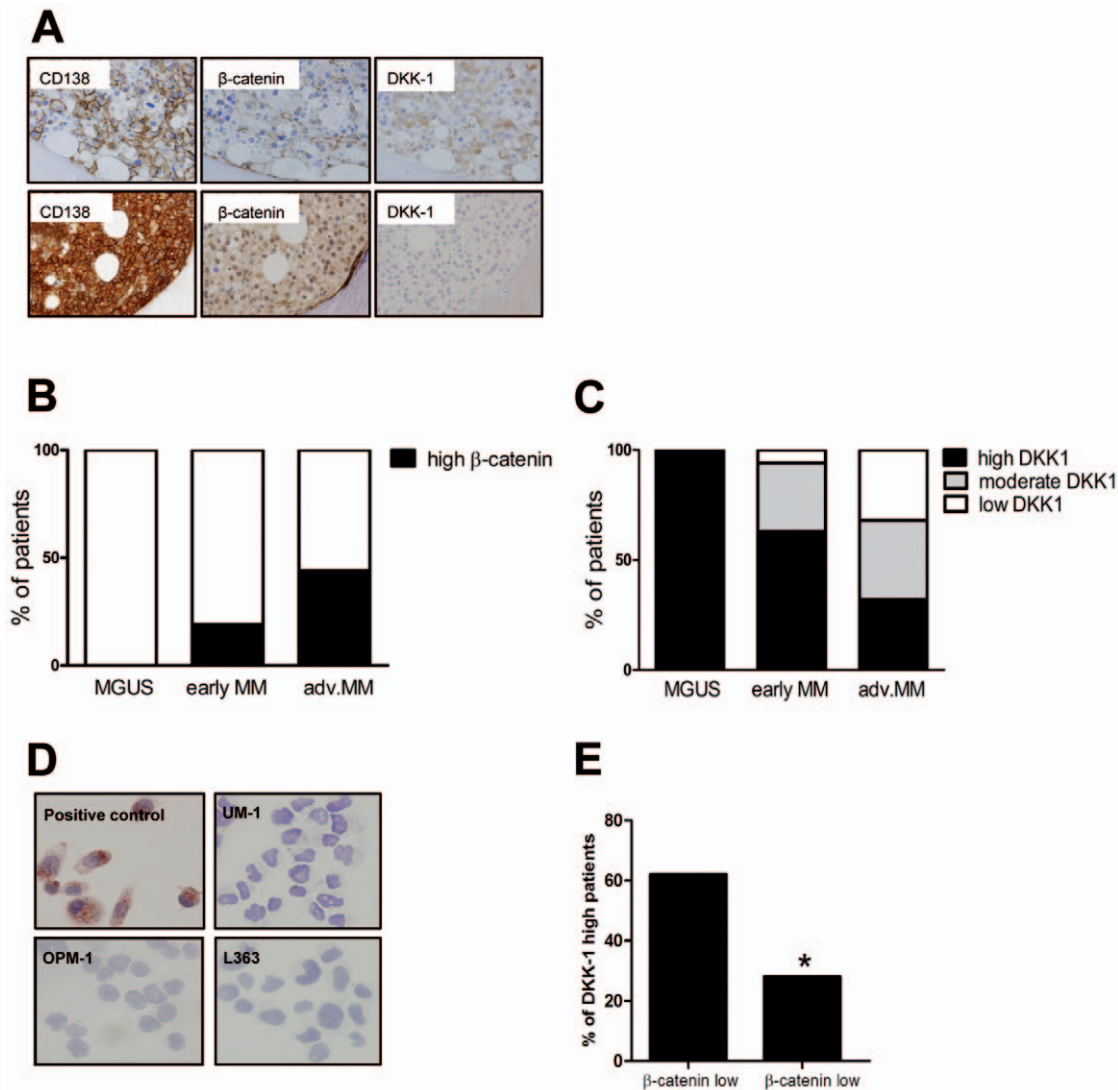 A
CD138 β-catenin DKK-1
CD138 β-catenin DKK-1
B
% of patients
100
50
0
MGUS early MM adv.MM
high β-catenin
C
% of patients
100
50
0
MGUS early MM adv.MM
high DKK1
moderate DKK1
low DKK1
D
Positive control UM-1
OPM-1 L363
E
% of DKK-1 high patients
80
60
40
20
0
*
β-catenin low β-catenin low